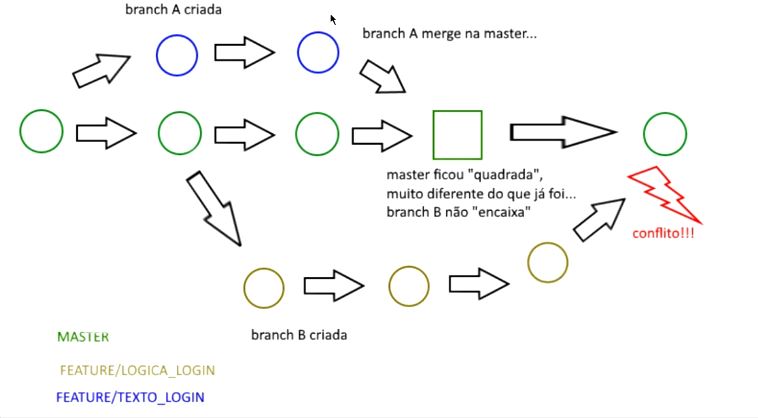 branch A criada
branch A merge na master...
master ficou "quadrada",
muito diferente do que já foi...
branch B não "encaixa"
conflito!!!
branch B criada
MASTER
FEATURE/LOGICA_LOGIN
FEATURE/TEXTO_LOGIN